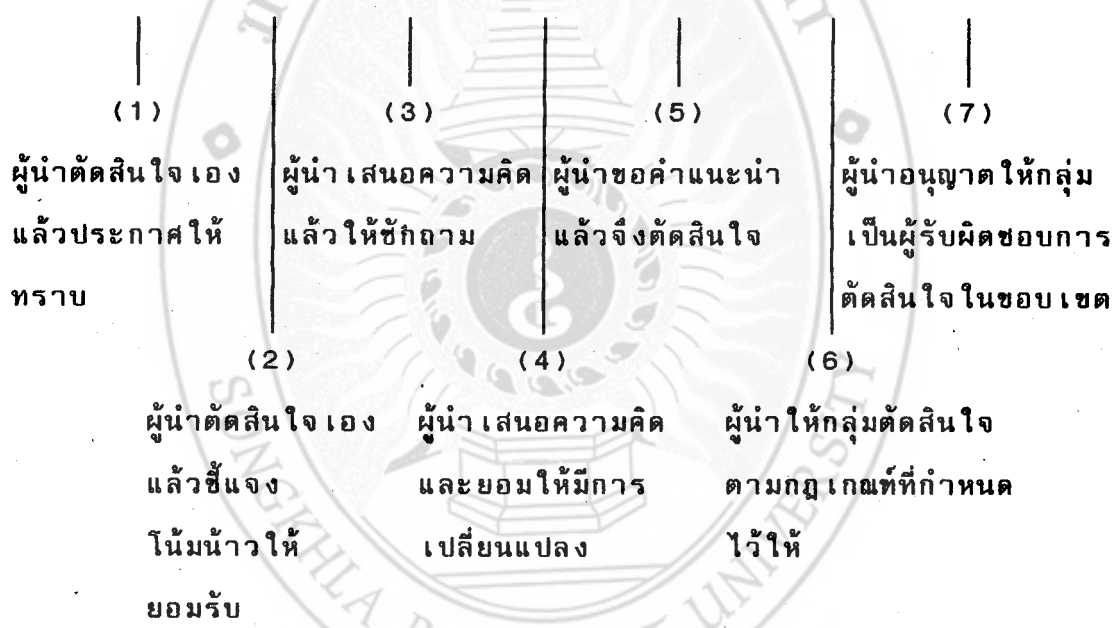 (1) (3) (5) (7)
ผู้นำตัดสินใจเอง ผู้นำเสนอความคิด ผู้นำขอคำแนะนำ ผู้นำอนุญาตให้กลุ่ม
แล้วประกาศให้ แล้วให้ซักถาม แล้วจึงตัดสินใจ เป็นผู้รับผิดชอบการ
ทราบ ตัดสินใจในขอบเขต
(2) (4) (6)
ผู้นำตัดสินใจเอง ผู้นำเสนอความคิด ผู้นำให้กลุ่มตัดสินใจ
แล้วชี้แจง และยอมให้มีการ ตามกฎเกณฑ์ที่กำหนด
โน้มน้าวให้ เปลี่ยนแปลง ไว้ให้
ยอมรับ
SONGKHLA UNIVERSITY